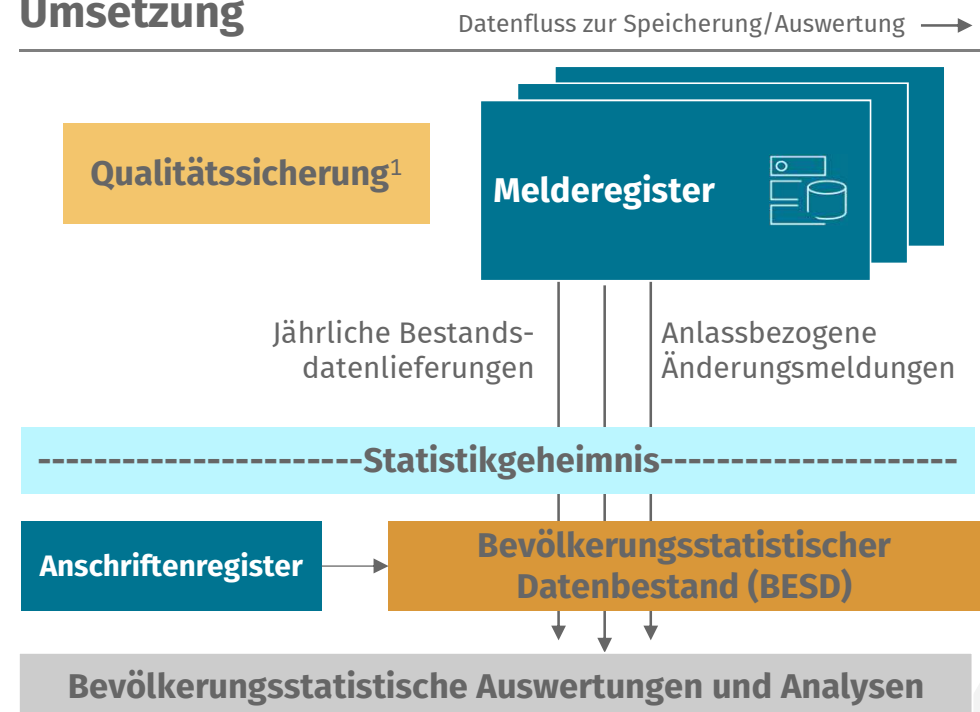 Umsetzung
Datenfluss zur Speicherung/Auswertung
Qualitätssicherung¹
Melderegister
Jährliche Bestands-
datenlieferungen
Anlassbezogene
Änderungsmeldungen
-----------------------Statistikgeheimnis---------------------
Anschriftenregister
Bevölkerungsstatistischer
Datenbestand (BESD)
Bevölkerungsstatistische Auswertungen und Analysen